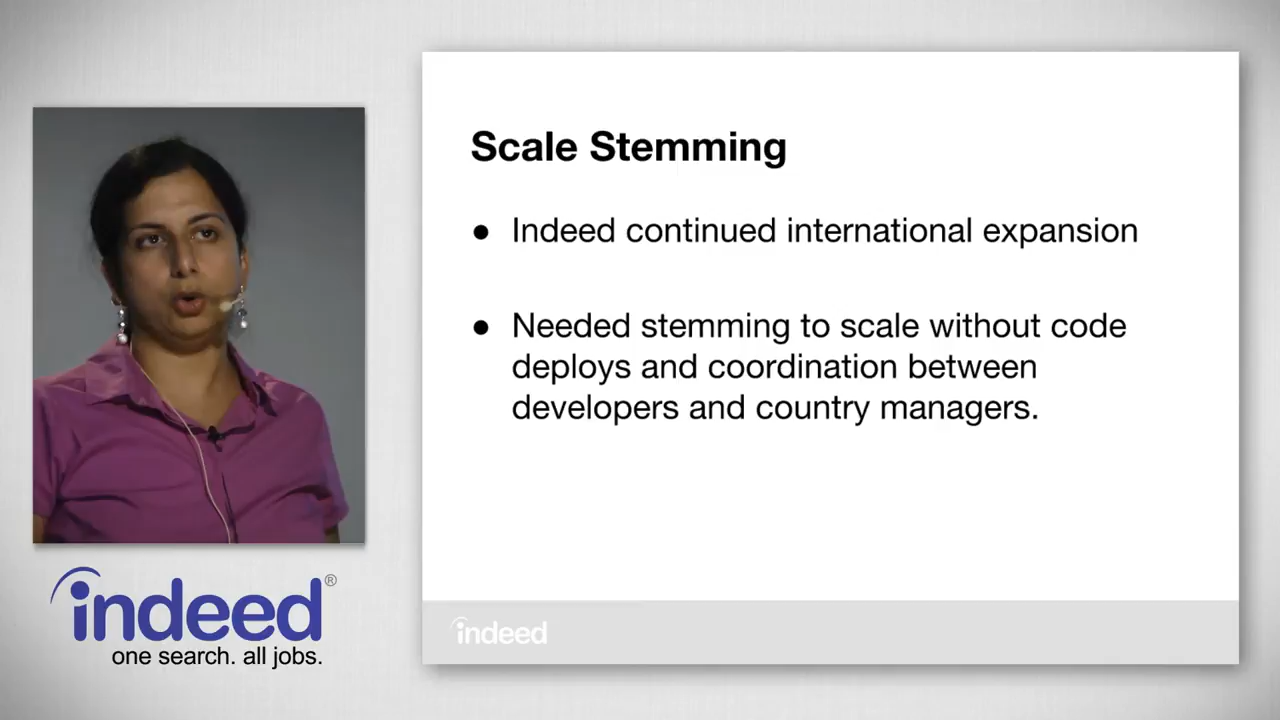 Scale Stemming
● Indeed continued international expansion
● Needed stemming to scale without code
deploys and coordination between
developers and country managers.
indeed®
one search. all jobs.
indeed